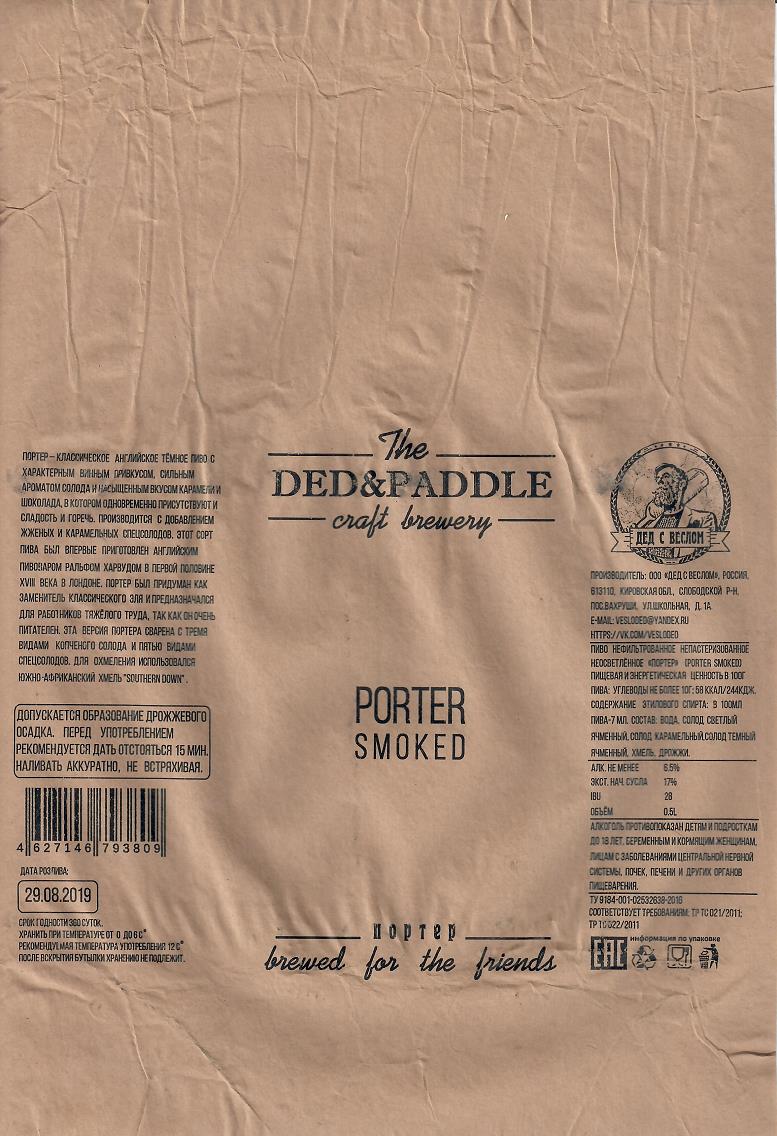 ПОРТЕР – КЛАССИЧЕСКОЕ АНГЛИЙСКОЕ ТЁМНОЕ ПИВО С
ХАРАКТЕРНЫМ ВИННЫМ ПРИВКУСОМ, СИЛЬНЫМ
АРОМАТОМ СОЛОДА И НАСЫЩЕННЫМ ВКУСОМ КАРАМЕЛИ И
ШОКОЛАДА, В КОТОРОМ ОДНОВРЕМЕННО ПРИСУТСТВУЮТ И
СЛАДОСТЬ И ГОРЕЧЬ. ПРОИЗВОДИТСЯ С ДОБАВЛЕНИЕМ
ЖЖЕНЫХ И КАРАМЕЛЬНЫХ СПЕЦСОЛОДОВ. ЭТОТ СОРТ
ПИВА БЫЛ ВПЕРВЫЕ ПРИГОТОВЛЕН АНГЛИЙСКИМ
ПИВОВАРОМ РАЛЬФОМ ХАРВУДОМ В ПЕРВОЙ ПОЛОВИНЕ
XVIII ВЕКА В ЛОНДОНЕ. ПОРТЕР БЫЛ ПРИДУМАН КАК
ЗАМЕНИТЕЛЬ КЛАССИЧЕСКОГО ЭЛЯ И ПРЕДНАЗНАЧАЛСЯ
ДЛЯ РАБОТНИКОВ ТЯЖЁЛОГО ТРУДА, ТАК КАК ОН ОЧЕНЬ
ПИТАТЕЛЕН. ЭТА ВЕРСИЯ ПОРТЕРА СВАРЕНА С ТРЕМЯ
ВИДАМИ КОПЧЕНОГО СОЛОДА И ПЯТЬЮ ВИДАМИ
СПЕЦСОЛОДОВ. ДЛЯ ОХМЕЛЕНИЯ ИСПОЛЬЗОВАЛСЯ
ЮЖНО-АФРИКАНСКИЙ ХМЕЛЬ "SOUTHERN DOWN".
ДОПУСКАЕТСЯ ОБРАЗОВАНИЕ ДРОЖЖЕВОГО
ОСАДКА. ПЕРЕД УПОТРЕБЛЕНИЕМ
РЕКОМЕНДУЕТСЯ ДАТЬ ОТСТОЯТЬСЯ 15 МИН.
НАЛИВАТЬ АККУРАТНО, НЕ ВСТРЯХИВАЯ.
4 627146 793809
ДАТА РОЗЛИВА:
29.08.2019
СРОК ГОДНОСТИ 360 СУТОК.
ХРАНИТЬ ПРИ ТЕМПЕРАТУРЕ ОТ 0 ДО 6 С°
РЕКОМЕНДУЕМАЯ ТЕМПЕРАТУРА УПОТРЕБЛЕНИЯ 12 С°
ПОСЛЕ ВСКРЫТИЯ БУТЫЛКИ ХРАНЕНИЮ НЕ ПОДЛЕЖИТ.
The
DED&PADDLE
craft brewery
PORTER
SMOKED
портер
brewed for the friends
ДЕД С ВЕСЛОМ
ПРОИЗВОДИТЕЛЬ: ООО «ДЕД С ВЕСЛОМ», РОССИЯ,
613110, КИРОВСКАЯ ОБЛ., СЛОБОДСКОЙ Р-Н,
ПОС.ВАХРУШИ, УЛ.ШКОЛЬНАЯ, Д. 1А
E-MAIL: VESLODED@YANDEX.RU
HTTPS://VK.COM/VESLODED
ПИВО НЕФИЛЬТРОВАННОЕ НЕПАСТЕРИЗОВАННОЕ
НЕОСВЕТЛЁННОЕ «ПОРТЕР» (PORTER SMOKED)
ПИЩЕВАЯ И ЭНЕРГЕТИЧЕСКАЯ ЦЕННОСТЬ В 100Г
ПИВА: УГЛЕВОДЫ НЕ БОЛЕЕ 10Г; 58 ККАЛ/244КДЖ.
СОДЕРЖАНИЕ ЭТИЛОВОГО СПИРТА: В 100МЛ
ПИВА-7 МЛ. СОСТАВ: ВОДА, СОЛОД СВЕТЛЫЙ
ЯЧМЕННЫЙ, СОЛОД КАРАМЕЛЬНЫЙ,СОЛОД ТЕМНЫЙ
ЯЧМЕННЫЙ, ХМЕЛЬ, ДРОЖЖИ.
АЛК. НЕ МЕНЕЕ 6.5%
ЭКСТ. НАЧ. СУСЛА 17%
IBU 28
ОБЪЁМ 0.5L
АЛКОГОЛЬ ПРОТИВОПОКАЗАН ДЕТЯМ И ПОДРОСТКАМ
ДО 18 ЛЕТ, БЕРЕМЕННЫМ И КОРМЯЩИМ ЖЕНЩИНАМ,
ЛИЦАМ С ЗАБОЛЕВАНИЯМИ ЦЕНТРАЛЬНОЙ НЕРВНОЙ
СИСТЕМЫ, ПОЧЕК, ПЕЧЕНИ И ДРУГИХ ОРГАНОВ
ПИЩЕВАРЕНИЯ.
ТУ 9184-001-02532638-2016
СООТВЕТСТВУЕТ ТРЕБОВАНИЯМ: ТР ТС 021/2011;
ТР ТС 022/2011
информация по упаковке
ЕАС